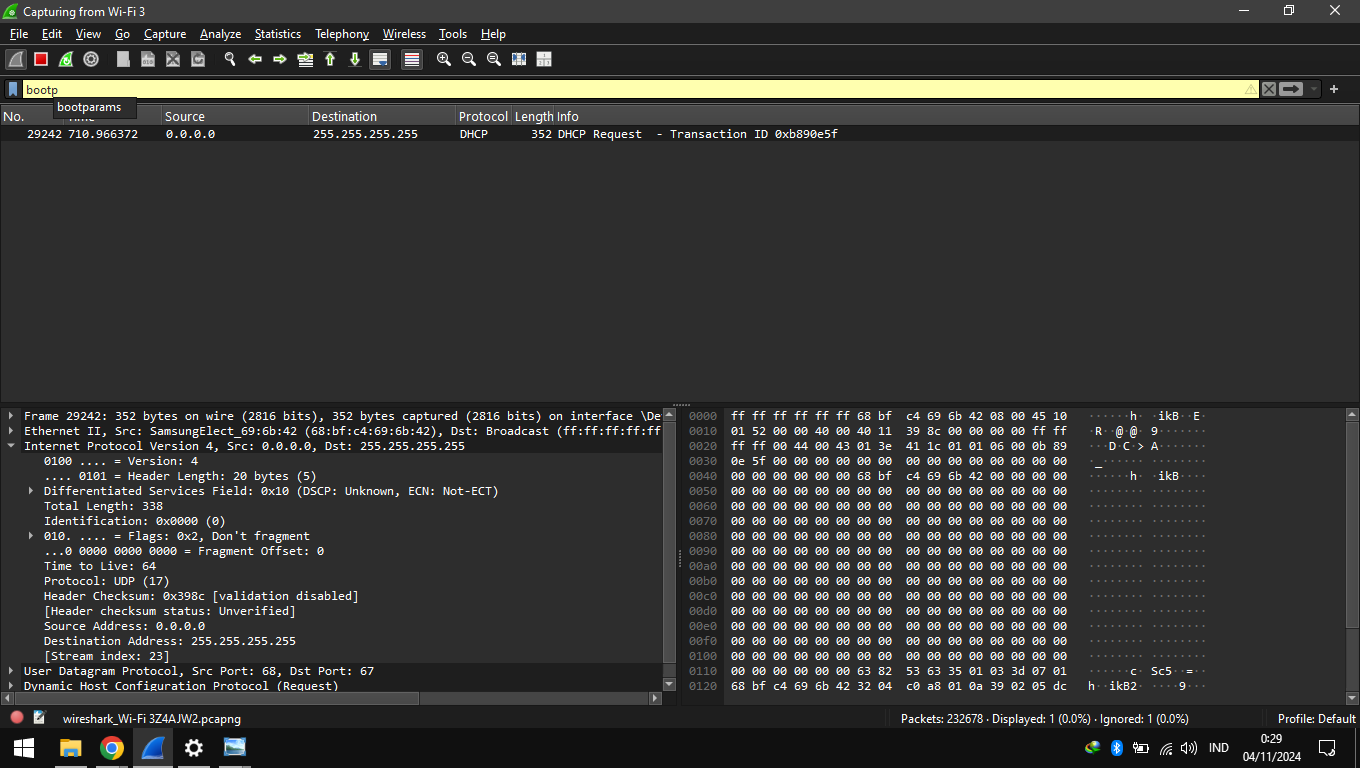 Capturing from Wi-Fi 3
File Edit View Go Capture Analyze Statistics Telephony Wireless Tools Help
bootp
bootparams
No. Time Source Destination Protocol Length Info
29242 710.966372 0.0.0.0 255.255.255.255 DHCP 352 DHCP Request - Transaction ID 0xb890e5f
Frame 29242: 352 bytes on wire (2816 bits), 352 bytes captured (2816 bits) on interface \De
Ethernet II, Src: SamsungElect_69:6b:42 (68:bf:c4:69:6b:42), Dst: Broadcast (ff:ff:ff:ff:ff
Internet Protocol Version 4, Src: 0.0.0.0, Dst: 255.255.255.255
0100 .... = Version: 4
.... 0101 = Header Length: 20 bytes (5)
Differentiated Services Field: 0x10 (DSCP: Unknown, ECN: Not-ECT)
Total Length: 338
Identification: 0x0000 (0)
010. .... = Flags: 0x2, Don't fragment
...0 0000 0000 0000 = Fragment Offset: 0
Time to Live: 64
Protocol: UDP (17)
Header Checksum: 0x398c [validation disabled]
[Header checksum status: Unverified]
Source Address: 0.0.0.0
Destination Address: 255.255.255.255
[Stream index: 23]
User Datagram Protocol, Src Port: 68, Dst Port: 67
Dynamic Host Configuration Protocol (Request)
0000 ff ff ff ff ff ff 68 bf c4 69 6b 42 08 00 45 10 ······h· ·ikB··E·
0010 01 52 00 00 40 00 40 11 39 8c 00 00 00 00 ff ff ·R··@·@· 9·······
0020 ff ff 00 44 00 43 01 3e 41 1c 01 01 06 00 0b 89 ···D·C·> A·······
0030 0e 5f 00 00 00 00 00 00 00 00 00 00 00 00 00 00 ·_······ ········
0040 00 00 00 00 00 00 68 bf c4 69 6b 42 00 00 00 00 ······h· ·ikB····
0050 00 00 00 00 00 00 00 00 00 00 00 00 00 00 00 00 ········ ········
0060 00 00 00 00 00 00 00 00 00 00 00 00 00 00 00 00 ········ ········
0070 00 00 00 00 00 00 00 00 00 00 00 00 00 00 00 00 ········ ········
0080 00 00 00 00 00 00 00 00 00 00 00 00 00 00 00 00 ········ ········
0090 00 00 00 00 00 00 00 00 00 00 00 00 00 00 00 00 ········ ········
00a0 00 00 00 00 00 00 00 00 00 00 00 00 00 00 00 00 ········ ········
00b0 00 00 00 00 00 00 00 00 00 00 00 00 00 00 00 00 ········ ········
00c0 00 00 00 00 00 00 00 00 00 00 00 00 00 00 00 00 ········ ········
00d0 00 00 00 00 00 00 00 00 00 00 00 00 00 00 00 00 ········ ········
00e0 00 00 00 00 00 00 00 00 00 00 00 00 00 00 00 00 ········ ········
00f0 00 00 00 00 00 00 00 00 00 00 00 00 00 00 00 00 ········ ········
0100 00 00 00 00 00 00 00 00 00 00 00 00 00 00 00 00 ········ ········
0110 00 00 00 00 00 00 63 82 53 63 35 01 03 3d 07 01 ······c· Sc5··=··
0120 68 bf c4 69 6b 42 32 04 c0 a8 01 0a 39 02 05 dc h··ikB2· ····9···
wireshark_Wi-Fi 3Z4AJW2.pcapng
Packets: 232678 · Displayed: 1 (0.0%) · Ignored: 1 (0.0%)
Profile: Default
IND
0:29
04/11/2024